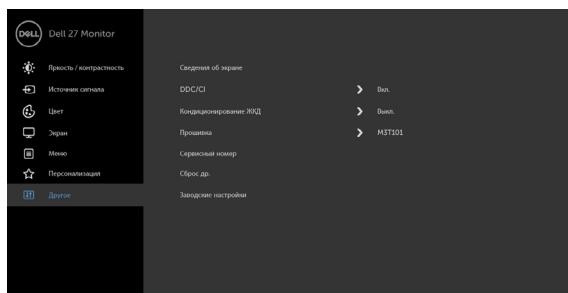 DELL Dell 27 Monitor
Яркость / контрастность
Сведения об экране
Источник сигнала
DDC/CI Вкл.
Цвет
Кондиционирование ЖКД Выкл.
Экран
Прошивка M3T101
Меню
Сервисный номер
Персонализация
Сброс др.
Другое
Заводские настройки